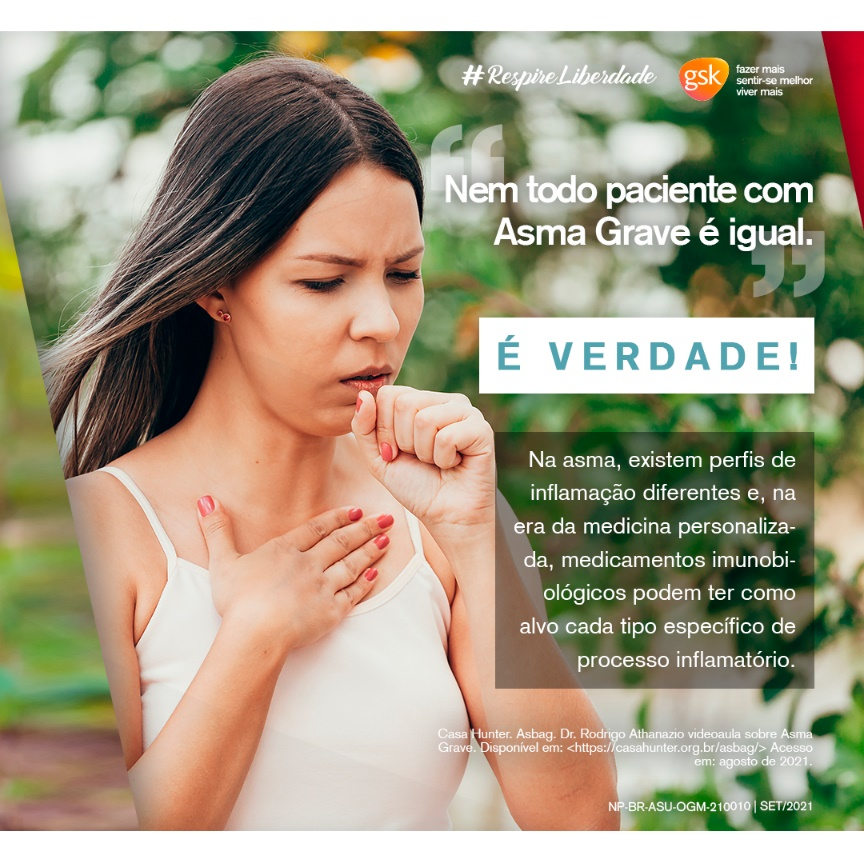 #RespireLiberdade
gsk
fazer mais
sentir-se melhor
viver mais
“Nem todo paciente com
Asma Grave é igual.”
É VERDADE!
Na asma, existem perfis de
inflamação diferentes e, na
era da medicina personaliza-
da, medicamentos imunobi-
ológicos podem ter como
alvo cada tipo específico de
processo inflamatório.
Casa Hunter. Asbag. Dr. Rodrigo Athanazio videoaula sobre Asma
Grave. Disponível em: <https://casahunter.org.br/asbag/> Acesso
em: agosto de 2021.
NP-BR-ASU-OGM-210010 | SET/2021